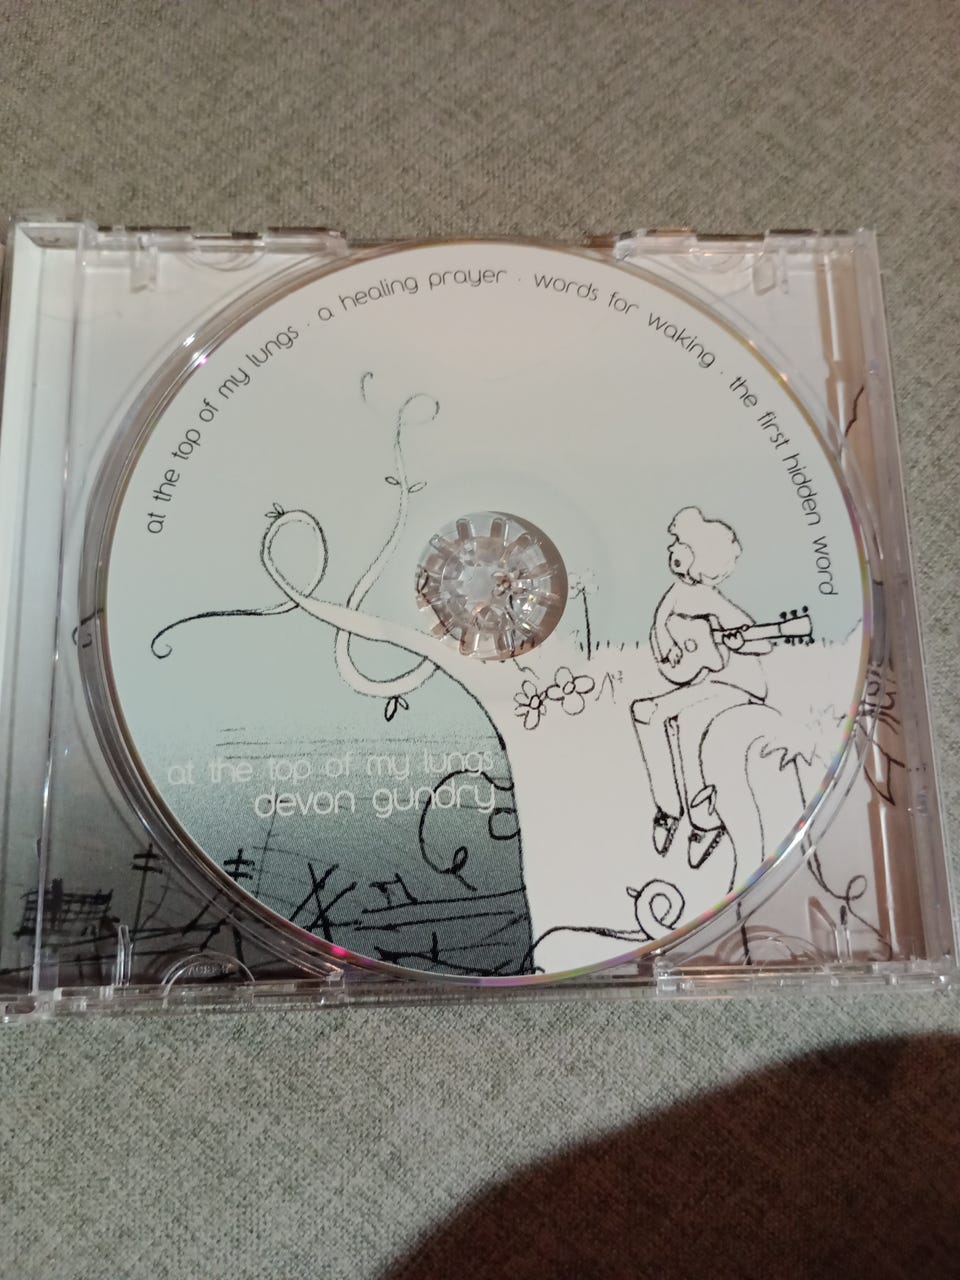 at the top of my lungs · a healing prayer · words for waking · the first hidden word
at the top of my lungs
devon gundry